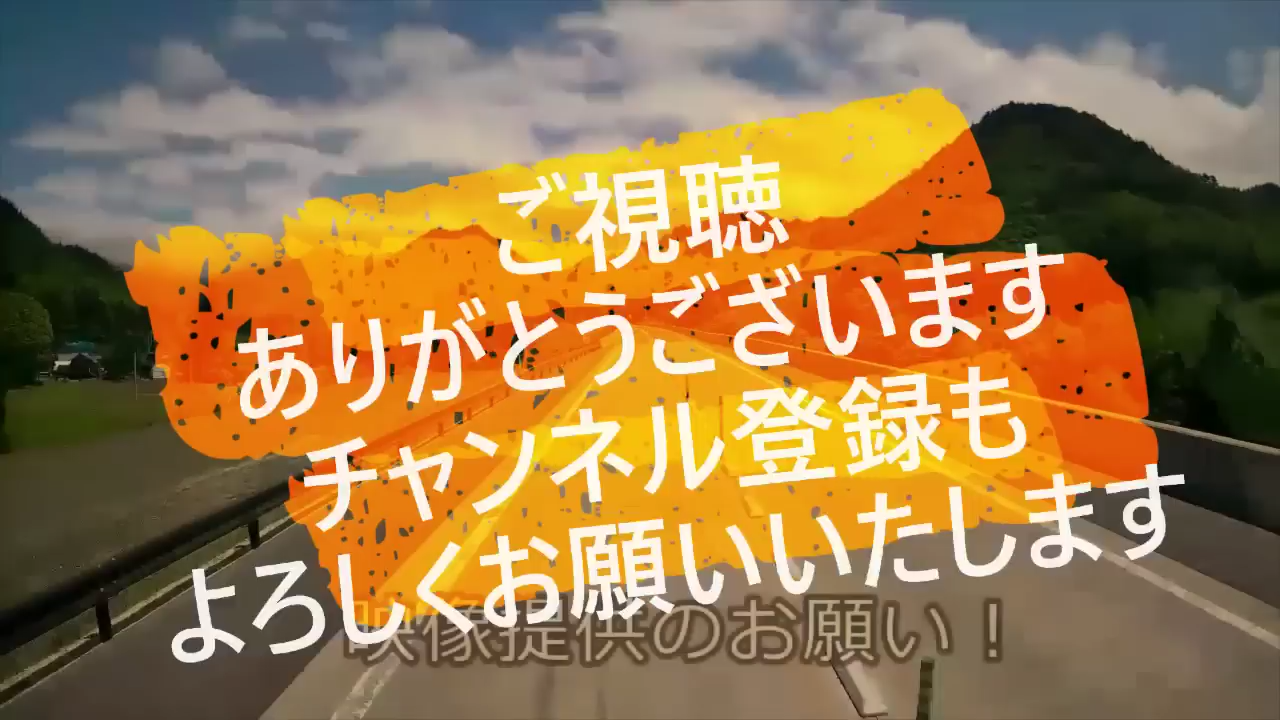 ご視聴
ありがとうございます
チャンネル登録も
よろしくお願いいたします
映像提供のお願い！